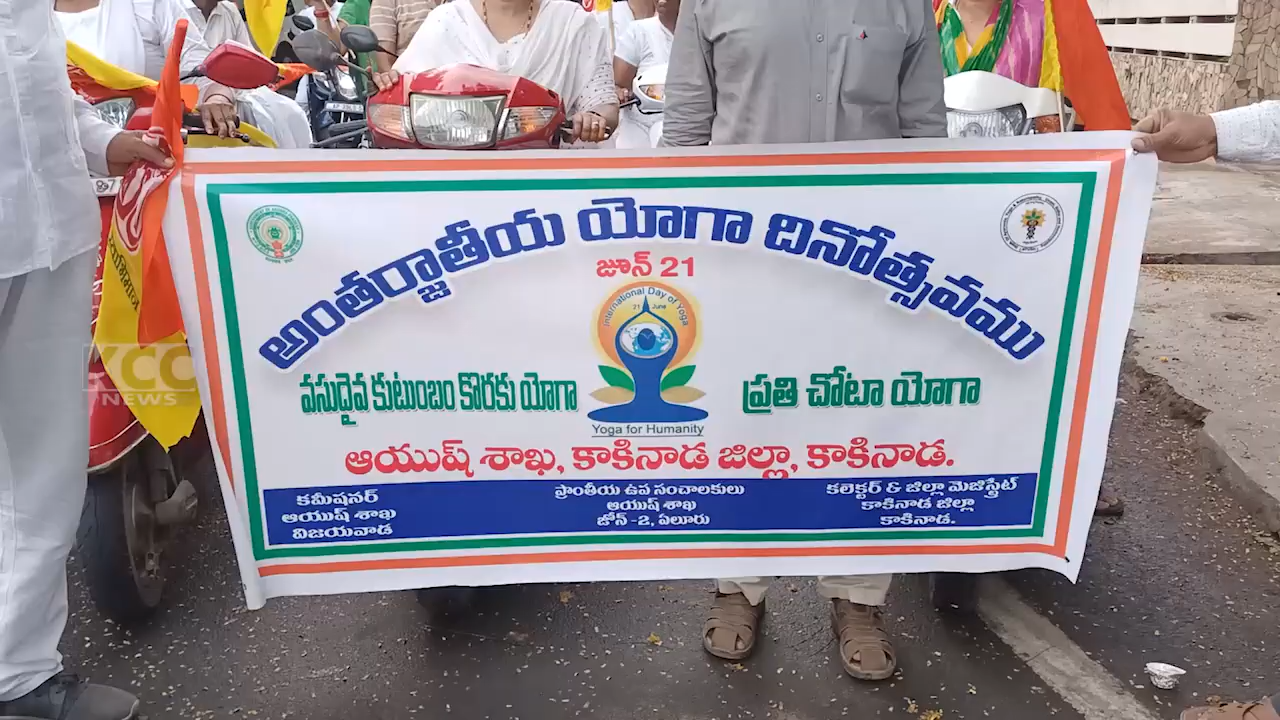 అంతర్జాతీయ యోగా దినోత్సవము
జూన్ 21
International Day of Yoga
21 June
వసుదైవ కుటుంబం కొరకు యోగా
ప్రతి చోటా యోగా
Yoga for Humanity
ఆయుష్ శాఖ, కాకినాడ జిల్లా, కాకినాడ.
కమీషనర్
ఆయుష్ శాఖ
విజయవాడ
ప్రాంతీయ ఉప సంచాలకులు
ఆయుష్ శాఖ
జోన్ -2, ఏలూరు
కలెక్టర్ & జిల్లా మెజిస్ట్రేట్
కాకినాడ జిల్లా
కాకినాడ.
KCC
NEWS